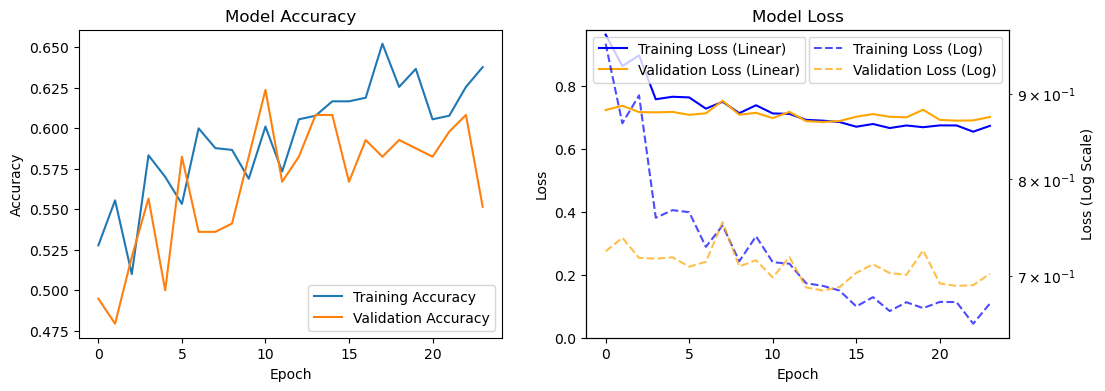 Model Accuracy
0.650
0.625
0.600
0.575
0.550
0.525
0.500
0.475
Accuracy
0
5
10
15
20
Epoch
Training Accuracy
Validation Accuracy
Model Loss
Training Loss (Linear)
Validation Loss (Linear)
Training Loss (Log)
Validation Loss (Log)
0.8
0.6
0.4
0.2
0.0
Loss
0
5
10
15
20
Epoch
9 × 10⁻¹
8 × 10⁻¹
7 × 10⁻¹
Loss (Log Scale)